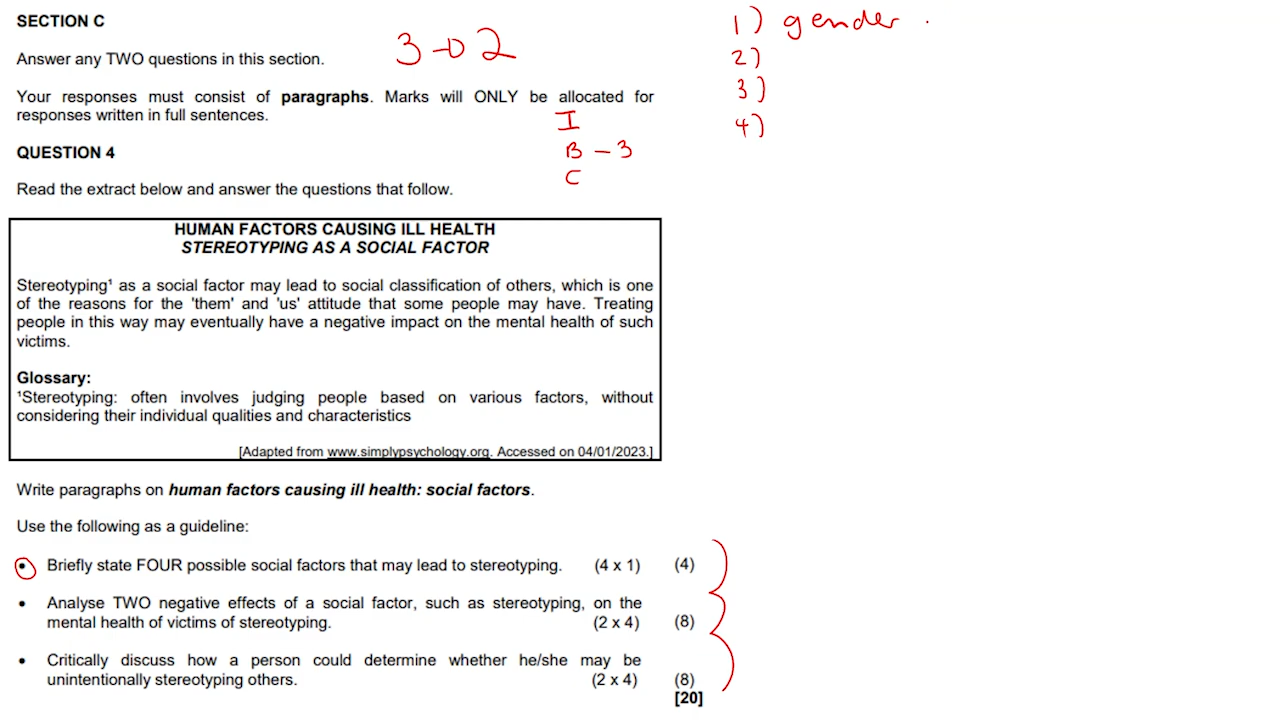 SECTION C
3→2
1) gender
Answer any TWO questions in this section.
2)
3)
Your responses must consist of paragraphs. Marks will ONLY be allocated for
responses written in full sentences.
4)
I
B - 3
C
QUESTION 4
Read the extract below and answer the questions that follow.
HUMAN FACTORS CAUSING ILL HEALTH
STEREOTYPING AS A SOCIAL FACTOR
Stereotyping¹ as a social factor may lead to social classification of others, which is one
of the reasons for the 'them' and 'us' attitude that some people may have. Treating
people in this way may eventually have a negative impact on the mental health of such
victims.
Glossary:
¹Stereotyping: often involves judging people based on various factors, without
considering their individual qualities and characteristics
[Adapted from www.simplypsychology.org. Accessed on 04/01/2023.]
Write paragraphs on human factors causing ill health: social factors.
Use the following as a guideline:
• Briefly state FOUR possible social factors that may lead to stereotyping. (4 x 1) (4)
• Analyse TWO negative effects of a social factor, such as stereotyping, on the
mental health of victims of stereotyping. (2 x 4) (8)
• Critically discuss how a person could determine whether he/she may be
unintentionally stereotyping others. (2 x 4) (8)
[20]